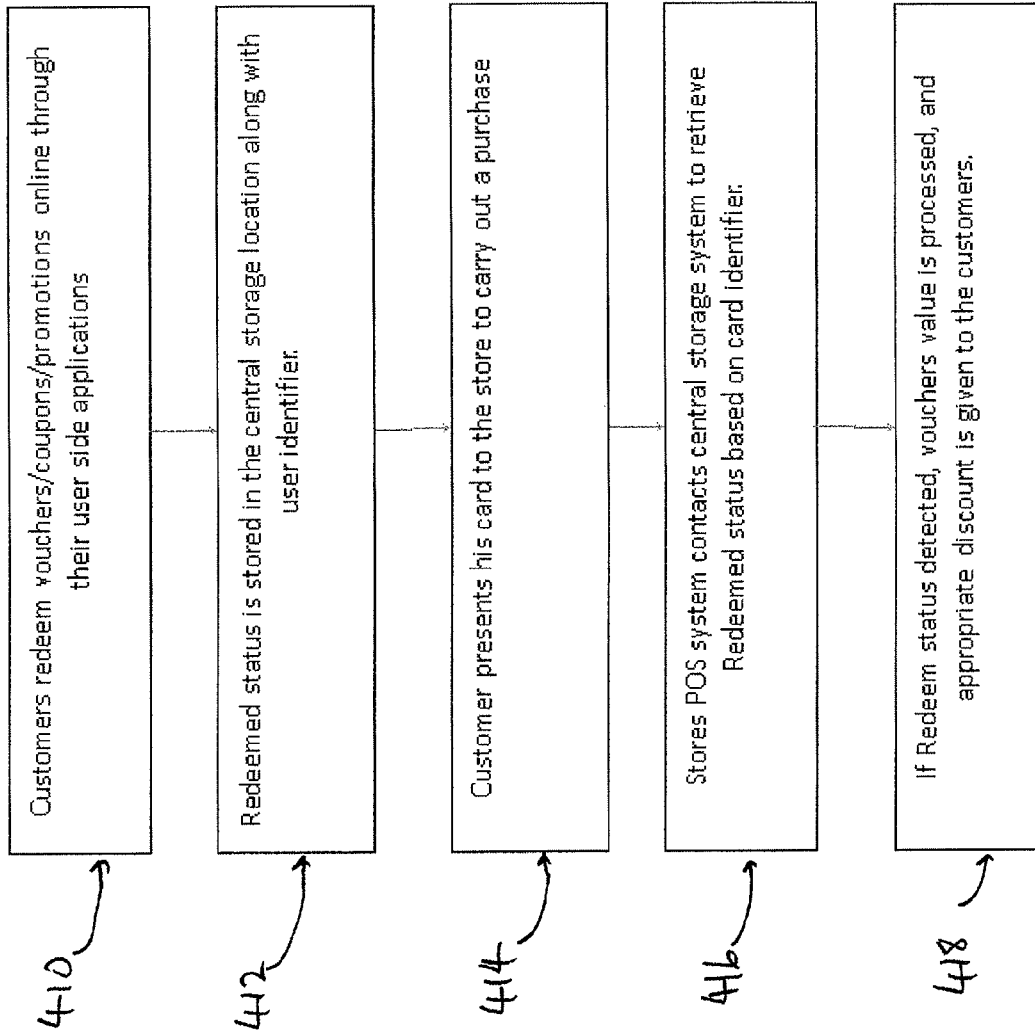 410
Customers redeem vouchers/coupons/promotions online through
their user side applications
412
Redeemed status is stored in the central storage location along with
user identifier.
414
Customer presents his card to the store to carry out a purchase
416
Stores POS system contacts central storage system to retrieve
Redeemed status based on card identifier.
418
If Redeem status detected, vouchers value is processed, and
appropriate discount is given to the customers.